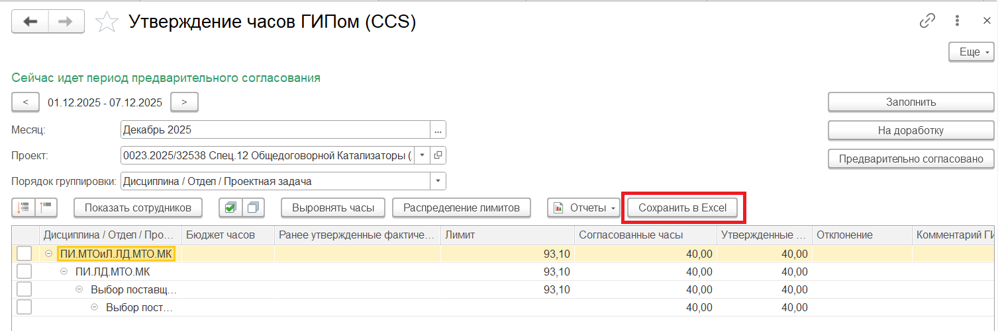 Утверждение часов ГИПом (CCS)
Еще
Сейчас идет период предварительного согласования
< 01.12.2025 - 07.12.2025 >
Заполнить
Месяц: Декабрь 2025 ...
На доработку
Проект: 0023.2025/32538 Спец.12 Общедоговорной Катализаторы (.
Предварительно согласовано
Порядок группировки: Дисциплина / Отдел / Проектная задача
Показать сотрудников Выровнять часы Распределение лимитов Отчеты Сохранить в Excel
Дисциплина / Отдел / Про... Бюджет часов Ранее утвержденные фактиче... Лимит Согласованные часы Утвержденные ... Отклонение Комментарий ГИ
ПИ.МТОиЛ.ЛД.МТО.МК 93,10 40,00 40,00
ПИ.ЛД.МТО.МК 93,10 40,00 40,00
Выбор поставщ... 93,10 40,00 40,00
Выбор пост... 40,00 40,00